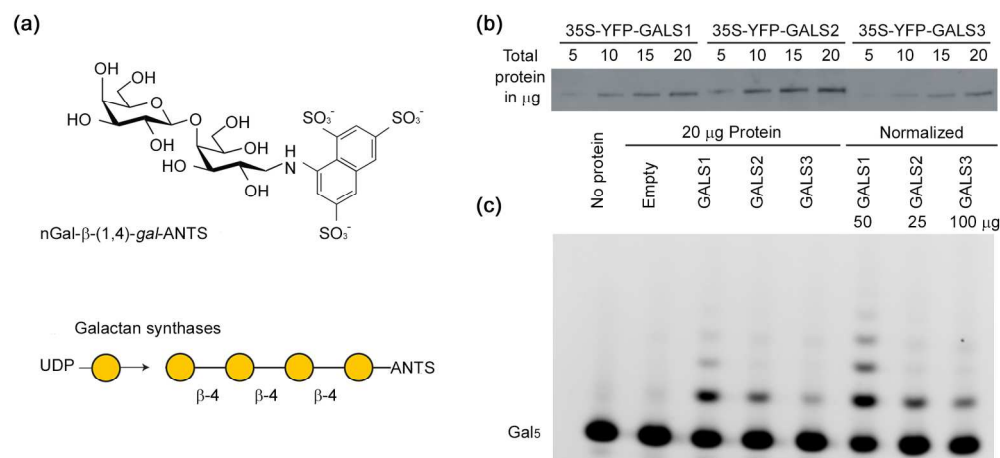 (a)
OH
OH
O
HO
OH
O
OH
OH
O
HO
OH
H
N
SO₃⁻
SO₃⁻
SO₃⁻
nGal-β-(1,4)-gal-ANTS
Galactan synthases
UDP
ANTS
β-4 β-4 β-4
(b)
35S-YFP-GALS1 35S-YFP-GALS2 35S-YFP-GALS3
Total 5 10 15 20 5 10 15 20 5 10 15 20
protein
in μg
20 μg Protein Normalized
No protein Empty GALS1 GALS2 GALS3 GALS1 GALS2 GALS3
50 25 100 μg
(c)
Gal₅